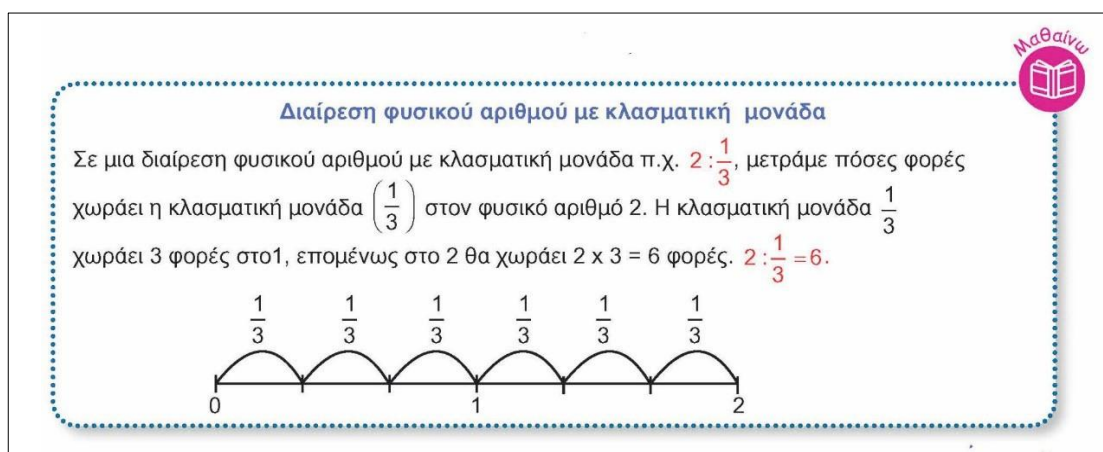 Μαθαίνω
Διαίρεση φυσικού αριθμού με κλασματική μονάδα
Σε μια διαίρεση φυσικού αριθμού με κλασματική μονάδα π.χ. 2 : 1/3, μετράμε πόσες φορές
χωράει η κλασματική μονάδα (1/3) στον φυσικό αριθμό 2. Η κλασματική μονάδα 1/3
χωράει 3 φορές στο1, επομένως στο 2 θα χωράει 2 x 3 = 6 φορές. 2 : 1/3 = 6.
1/3 1/3 1/3 1/3 1/3 1/3
0 1 2